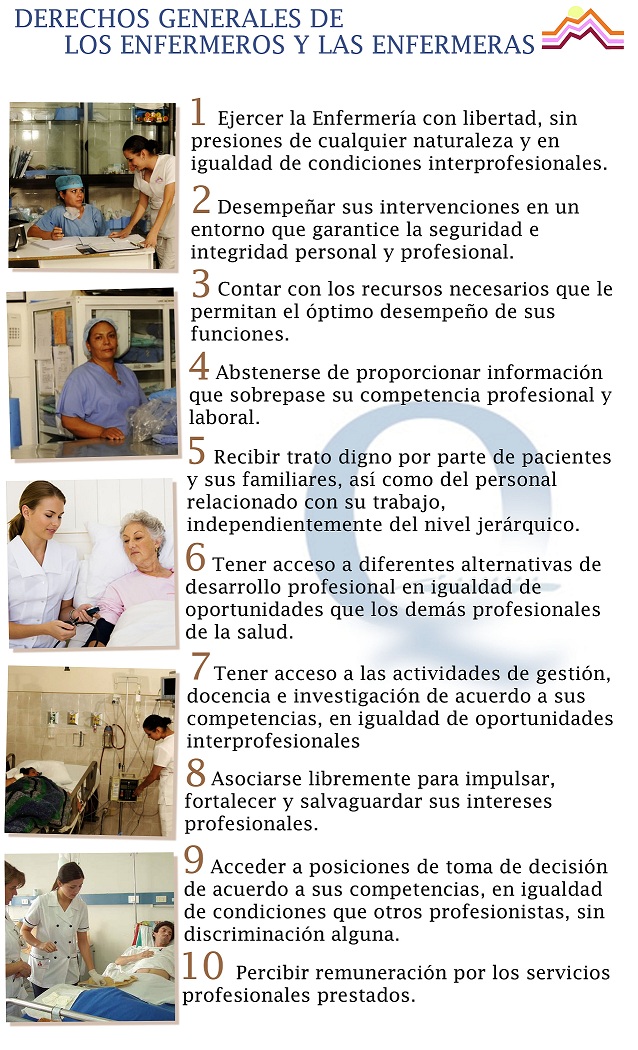 DERECHOS GENERALES DE
LOS ENFERMEROS Y LAS ENFERMERAS
1 Ejercer la Enfermería con libertad, sin
presiones de cualquier naturaleza y en
igualdad de condiciones interprofesionales.
2 Desempeñar sus intervenciones en un
entorno que garantice la seguridad e
integridad personal y profesional.
3 Contar con los recursos necesarios que le
permitan el óptimo desempeño de sus
funciones.
4 Abstenerse de proporcionar información
que sobrepase su competencia profesional y
laboral.
5 Recibir trato digno por parte de pacientes
y sus familiares, así como del personal
relacionado con su trabajo,
independientemente del nivel jerárquico.
6 Tener acceso a diferentes alternativas de
desarrollo profesional en igualdad de
oportunidades que los demás profesionales
de la salud.
7 Tener acceso a las actividades de gestión,
docencia e investigación de acuerdo a sus
competencias, en igualdad de oportunidades
interprofesionales
8 Asociarse libremente para impulsar,
fortalecer y salvaguardar sus intereses
profesionales.
9 Acceder a posiciones de toma de decisión
de acuerdo a sus competencias, en igualdad
de condiciones que otros profesionistas, sin
discriminación alguna.
10 Percibir remuneración por los servicios
profesionales prestados.